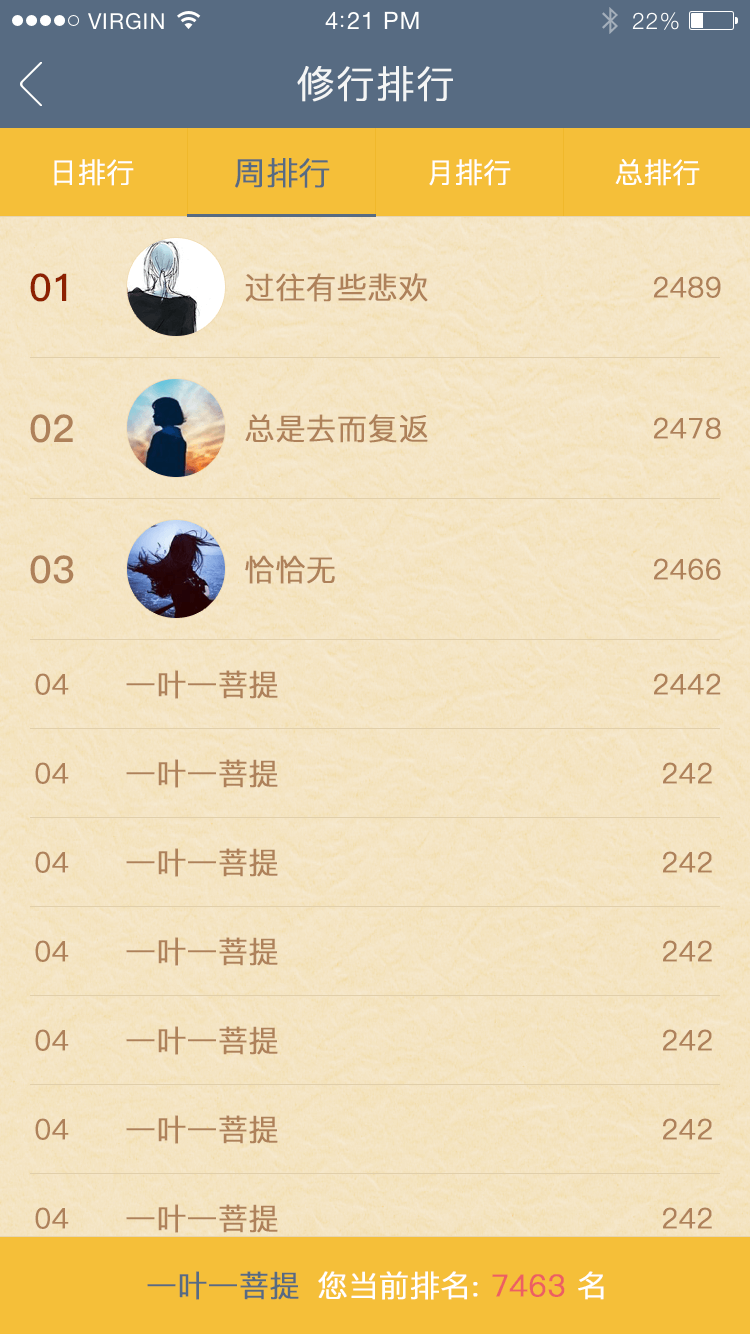 VIRGIN 4:21 PM 22%
修行排行
日排行 周排行 月排行 总排行
01 过往有些悲欢 2489
02 总是去而复返 2478
03 恰恰无 2466
04 一叶一菩提 2442
04 一叶一菩提 242
04 一叶一菩提 242
04 一叶一菩提 242
04 一叶一菩提 242
04 一叶一菩提 242
04 一叶一菩提 242
一叶一菩提 您当前排名: 7463 名